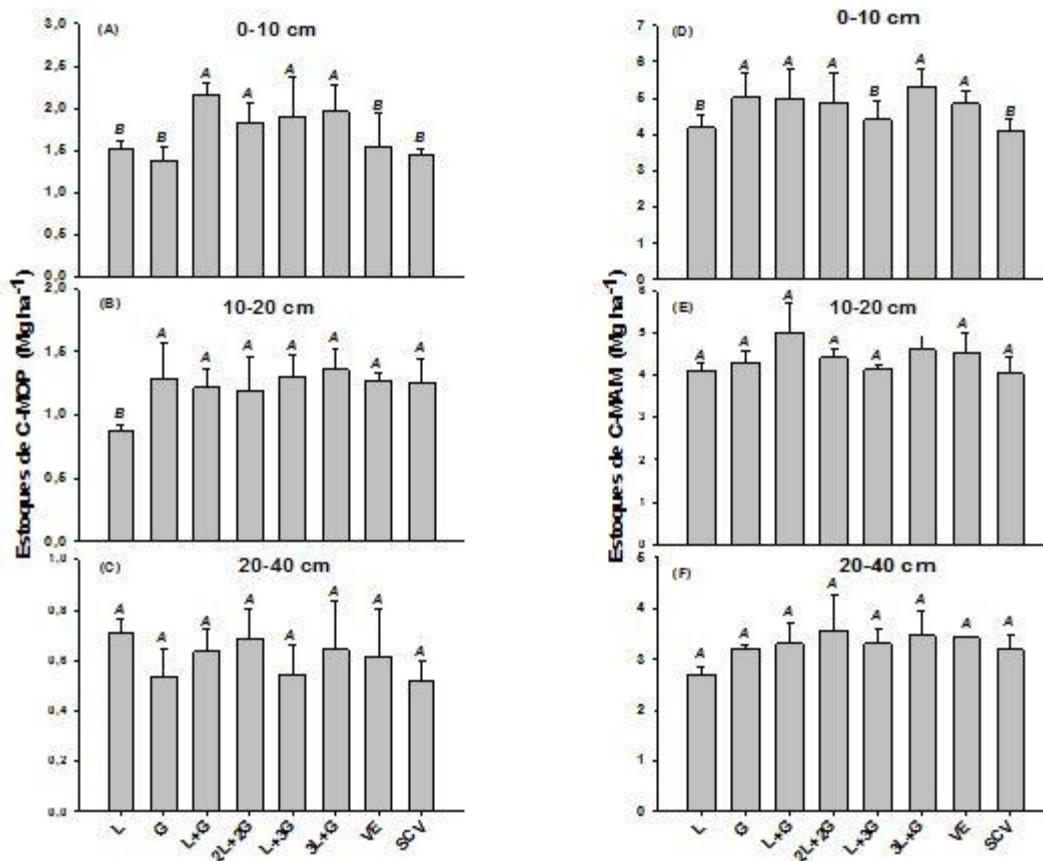 (A)
0-10 cm
3,0
2,5
2,0
1,5
1,0
0,5
0,0
B B A A A A B B
(B)
10-20 cm
2,0
1,5
1,0
0,5
0,0
B A A A A A A A
(C)
20-40 cm
1,0
0,8
0,6
0,4
0,2
0,0
A A A A A A A A
Estoques de C-MOP (Mg ha-1)
L G L+G 2L+2G L+3G 3L+G VE SCV
(D)
0-10 cm
7
6
5
4
3
2
1
0
B A A A B A A B
(E)
10-20 cm
6
5
4
3
2
1
0
A A A A A A A
(F)
20-40 cm
5
4
3
2
1
0
A A A A A A A A
Estoques de C-MAM (Mg ha-1)
L G L+G 2L+2G L+3G 3L+G VE SCV